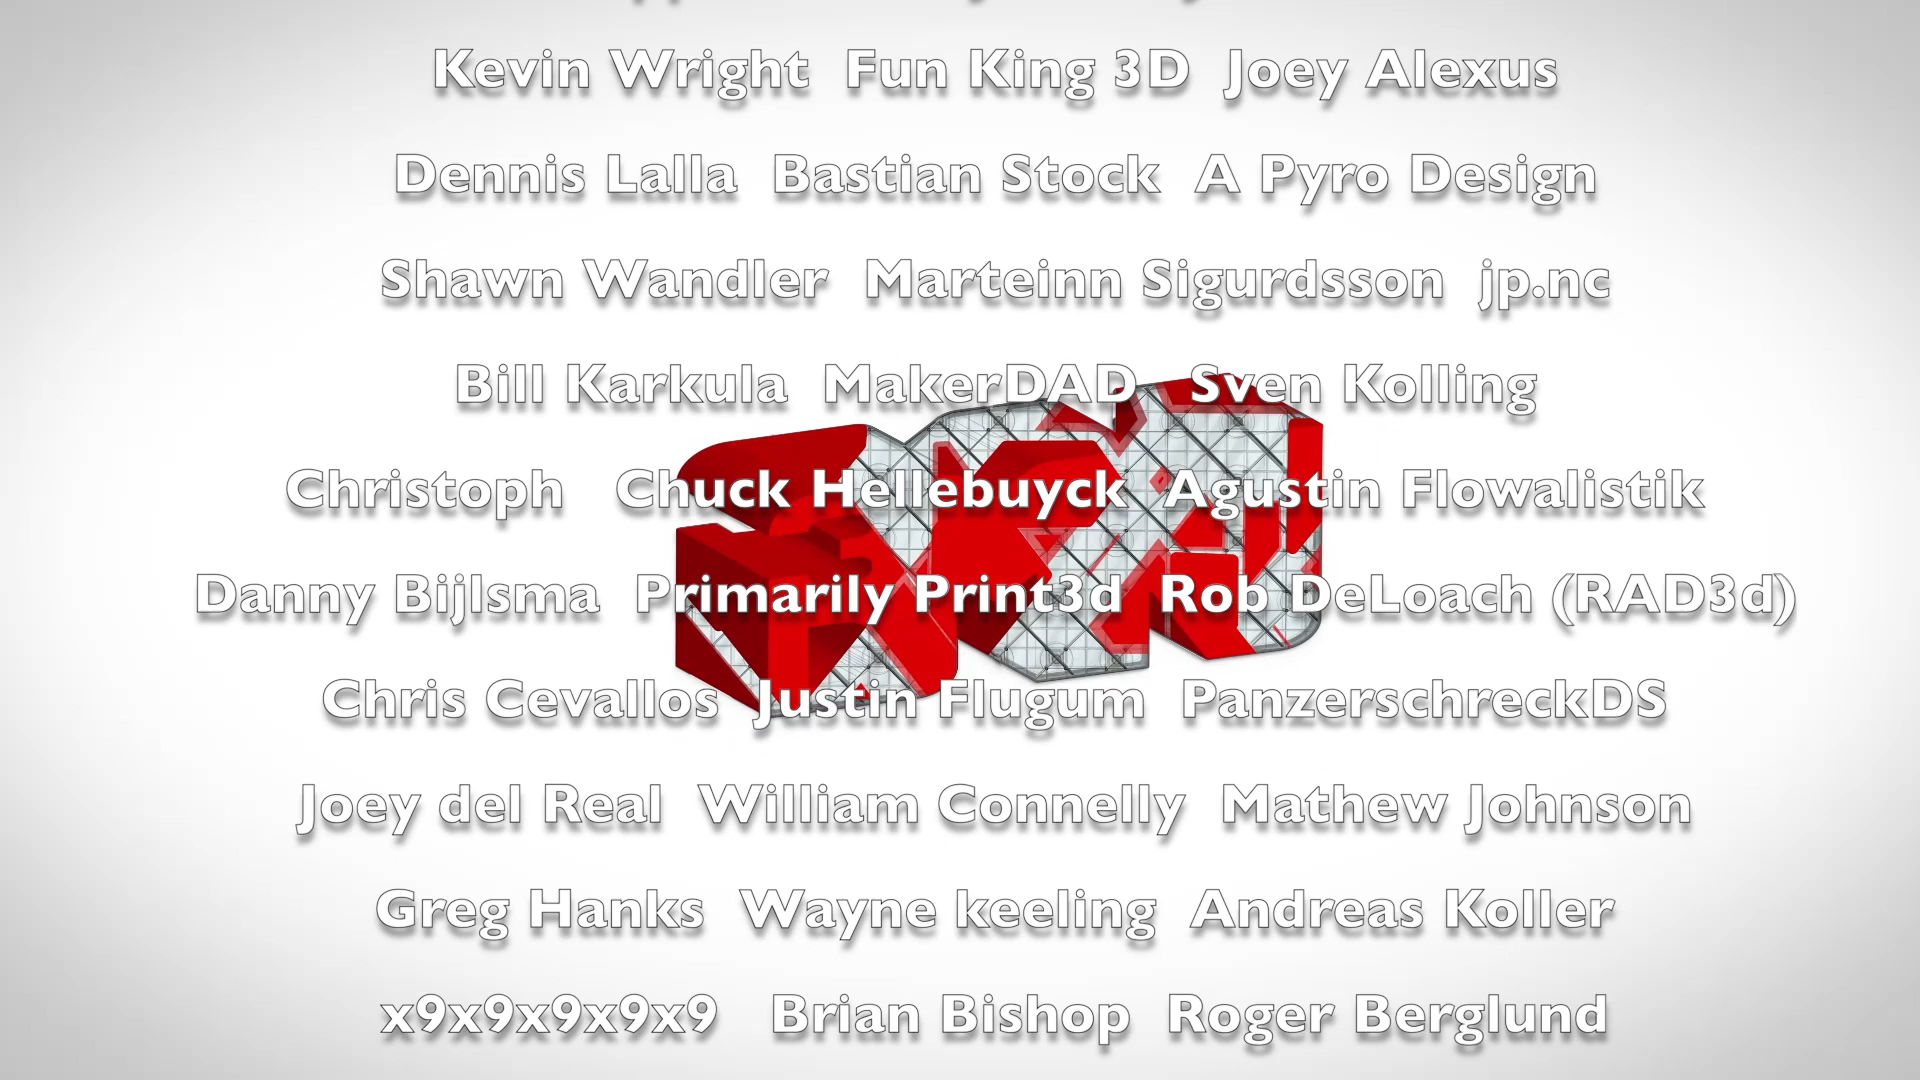 Kevin Wright Fun King 3D Joey Alexus
Dennis Lalla Bastian Stock A Pyro Design
Shawn Wandler Marteinn Sigurdsson jp.nc
Bill Karkula MakerDAD Sven Kolling
Christoph Chuck Hellebuyck Agustin Flowalistik
Danny Bijlsma Primarily Print3d Rob DeLoach (RAD3d)
Chris Cevallos Justin Flugum PanzerschreckDS
Joey del Real William Connelly Mathew Johnson
Greg Hanks Wayne keeling Andreas Koller
x9x9x9x9x9 Brian Bishop Roger Berglund